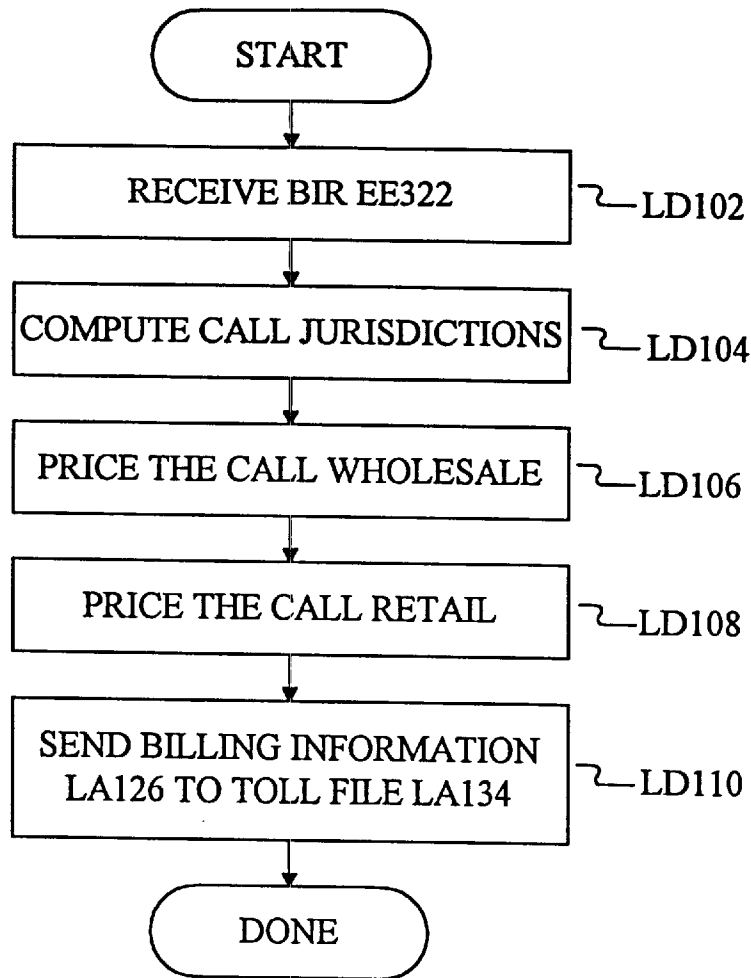 START
RECEIVE BIR EE322
LD102
COMPUTE CALL JURISDICTIONS
LD104
PRICE THE CALL WHOLESALE
LD106
PRICE THE CALL RETAIL
LD108
SEND BILLING INFORMATION
LA126 TO TOLL FILE LA134
LD110
DONE